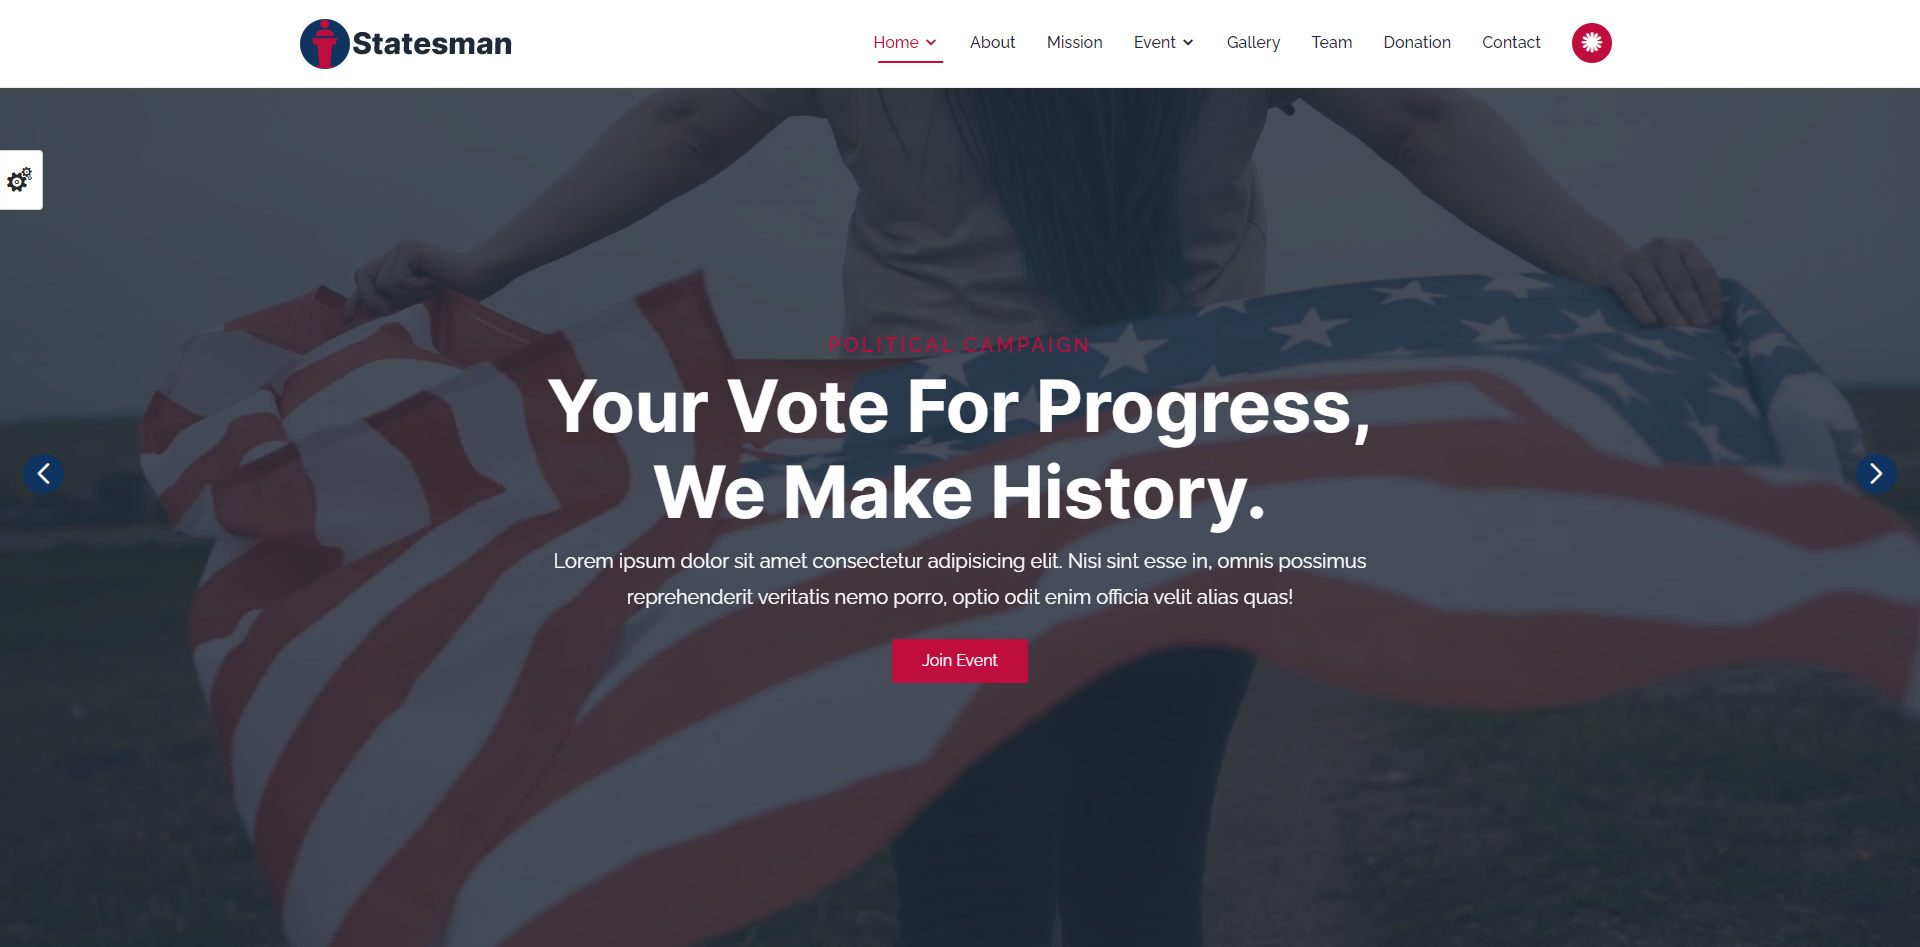 Statesman
Home
About
Mission
Event
Gallery
Team
Donation
Contact
POLITICAL CAMPAIGN
Your Vote For Progress,
We Make History.
Lorem ipsum dolor sit amet consectetur adipisicing elit. Nisi sint esse in, omnis possimus
reprehenderit veritatis nemo porro, optio odit enim officia velit alias quas!
Join Event